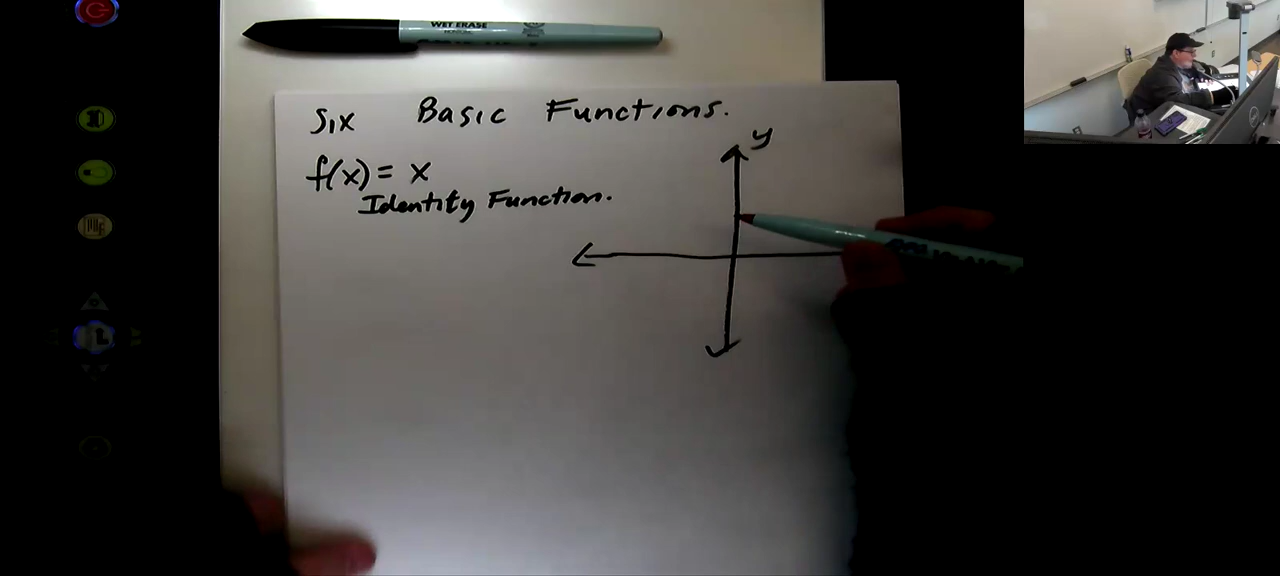 WET ERASE
Six Basic Functions.
f(x) = x
Identity Function.
y